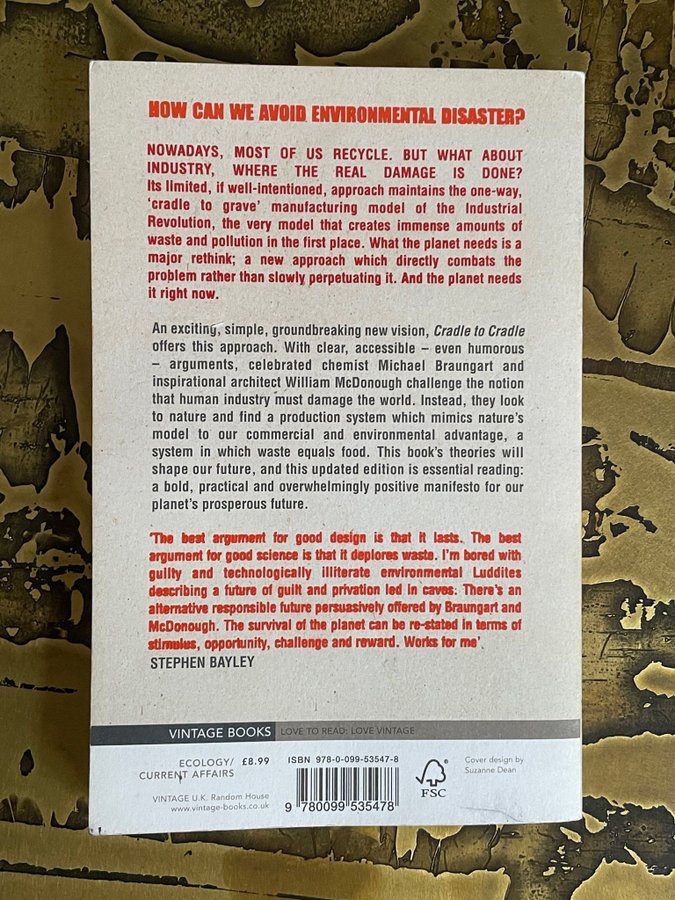 HOW CAN WE AVOID ENVIRONMENTAL DISASTER?
NOWADAYS, MOST OF US RECYCLE. BUT WHAT ABOUT
INDUSTRY, WHERE THE REAL DAMAGE IS DONE?
Its limited, if well-intentioned, approach maintains the one-way,
'cradle to grave' manufacturing model of the Industrial
Revolution, the very model that creates immense amounts of
waste and pollution in the first place. What the planet needs is a
major rethink; a new approach which directly combats the
problem rather than slowly perpetuating it. And the planet needs
it right now.
An exciting, simple, groundbreaking new vision, Cradle to Cradle
offers this approach. With clear, accessible – even humorous
– arguments, celebrated chemist Michael Braungart and
inspirational architect William McDonough challenge the notion
that human industry must damage the world. Instead, they look
to nature and find a production system which mimics nature's
model to our commercial and environmental advantage, a
system in which waste equals food. This book's theories will
shape our future, and this updated edition is essential reading:
a bold, practical and overwhelmingly positive manifesto for our
planet's prosperous future.
'The best argument for good design is that it lasts. The best
argument for good science is that it deplores waste. I'm bored with
guilty and technologically illiterate environmental Luddites
describing a future of guilt and privation led in caves. There's an
alternative responsible future persuasively offered by Braungart and
McDonough. The survival of the planet can be re-stated in terms of
stimulus, opportunity, challenge and reward. Works for me'
STEPHEN BAYLEY
VINTAGE BOOKS LOVE TO READ: LOVE VINTAGE
ECOLOGY/
CURRENT AFFAIRS
£8.99
VINTAGE U.K. Random House
www.vintage-books.co.uk
ISBN 978-0-099-53547-8
9 780099 535478
FSC
Cover design by
Suzanne Dean